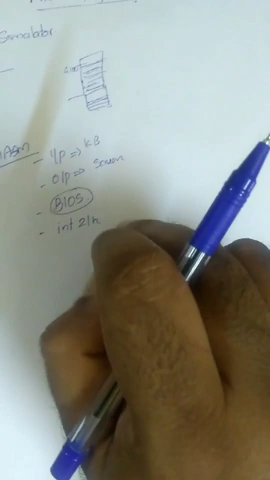 Simulator
- I/p => KB
- O/p => Screen
- BIOS
- int 21h